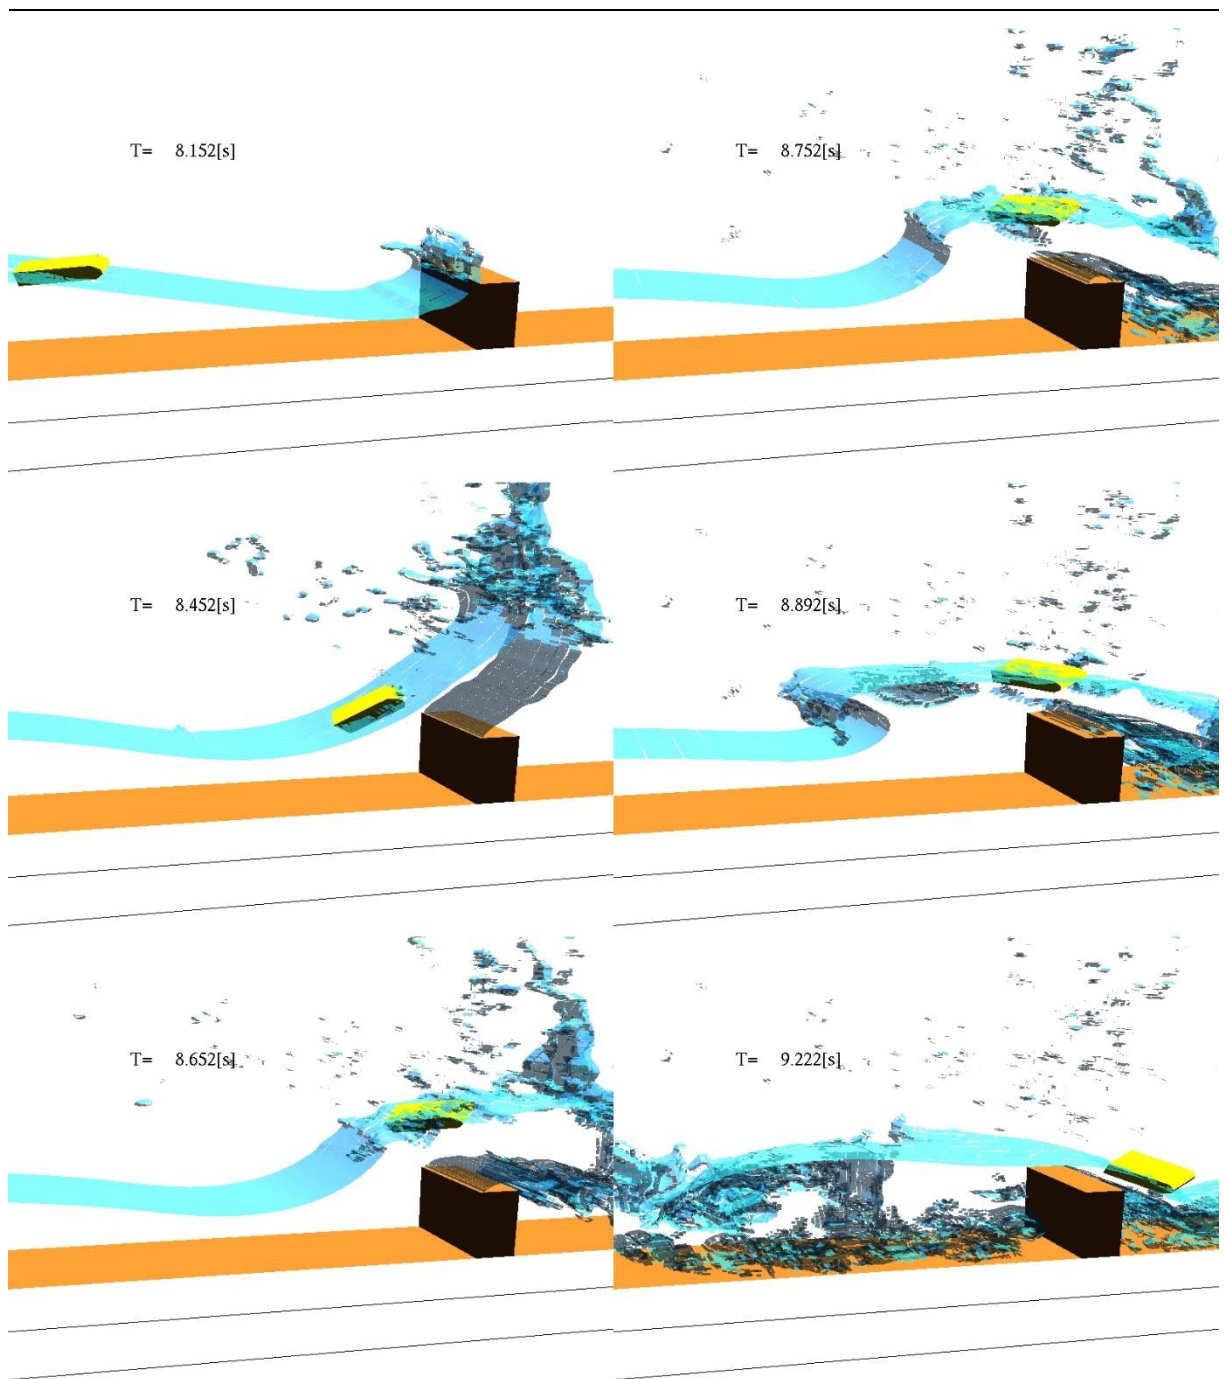 T= 8.152[s]
T= 8.752[s]
T= 8.452[s]
T= 8.892[s]
T= 8.652[s]
T= 9.222[s]